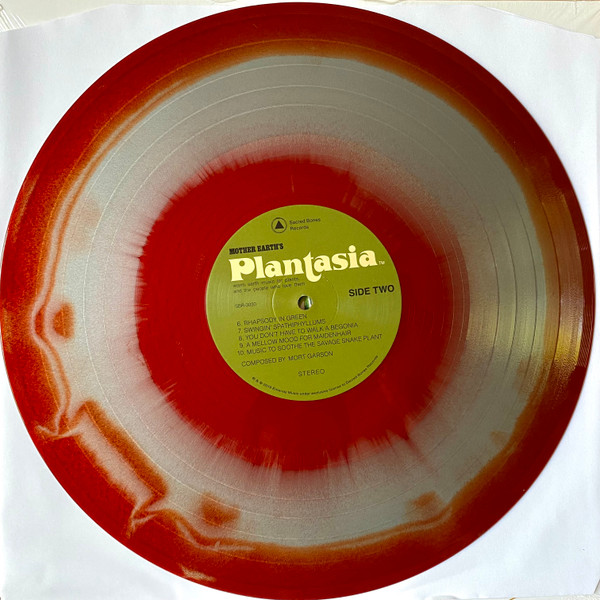 Sacred Bones
Records
MOTHER EARTH'S
Plantasia TM
warm earth music for plants
and the people who love them
SIDE TWO
6. RHAPSODY IN GREEN
7. SWINGIN' SPATHIPHYLLUMS
8. YOU DON'T HAVE TO WALK A BEGONIA
9. A MELLOW MOOD FOR MAIDENHAIR
10. MUSIC TO SOOTHE THE SAVAGE SNAKE PLANT
COMPOSED BY MORT GARSON
STEREO